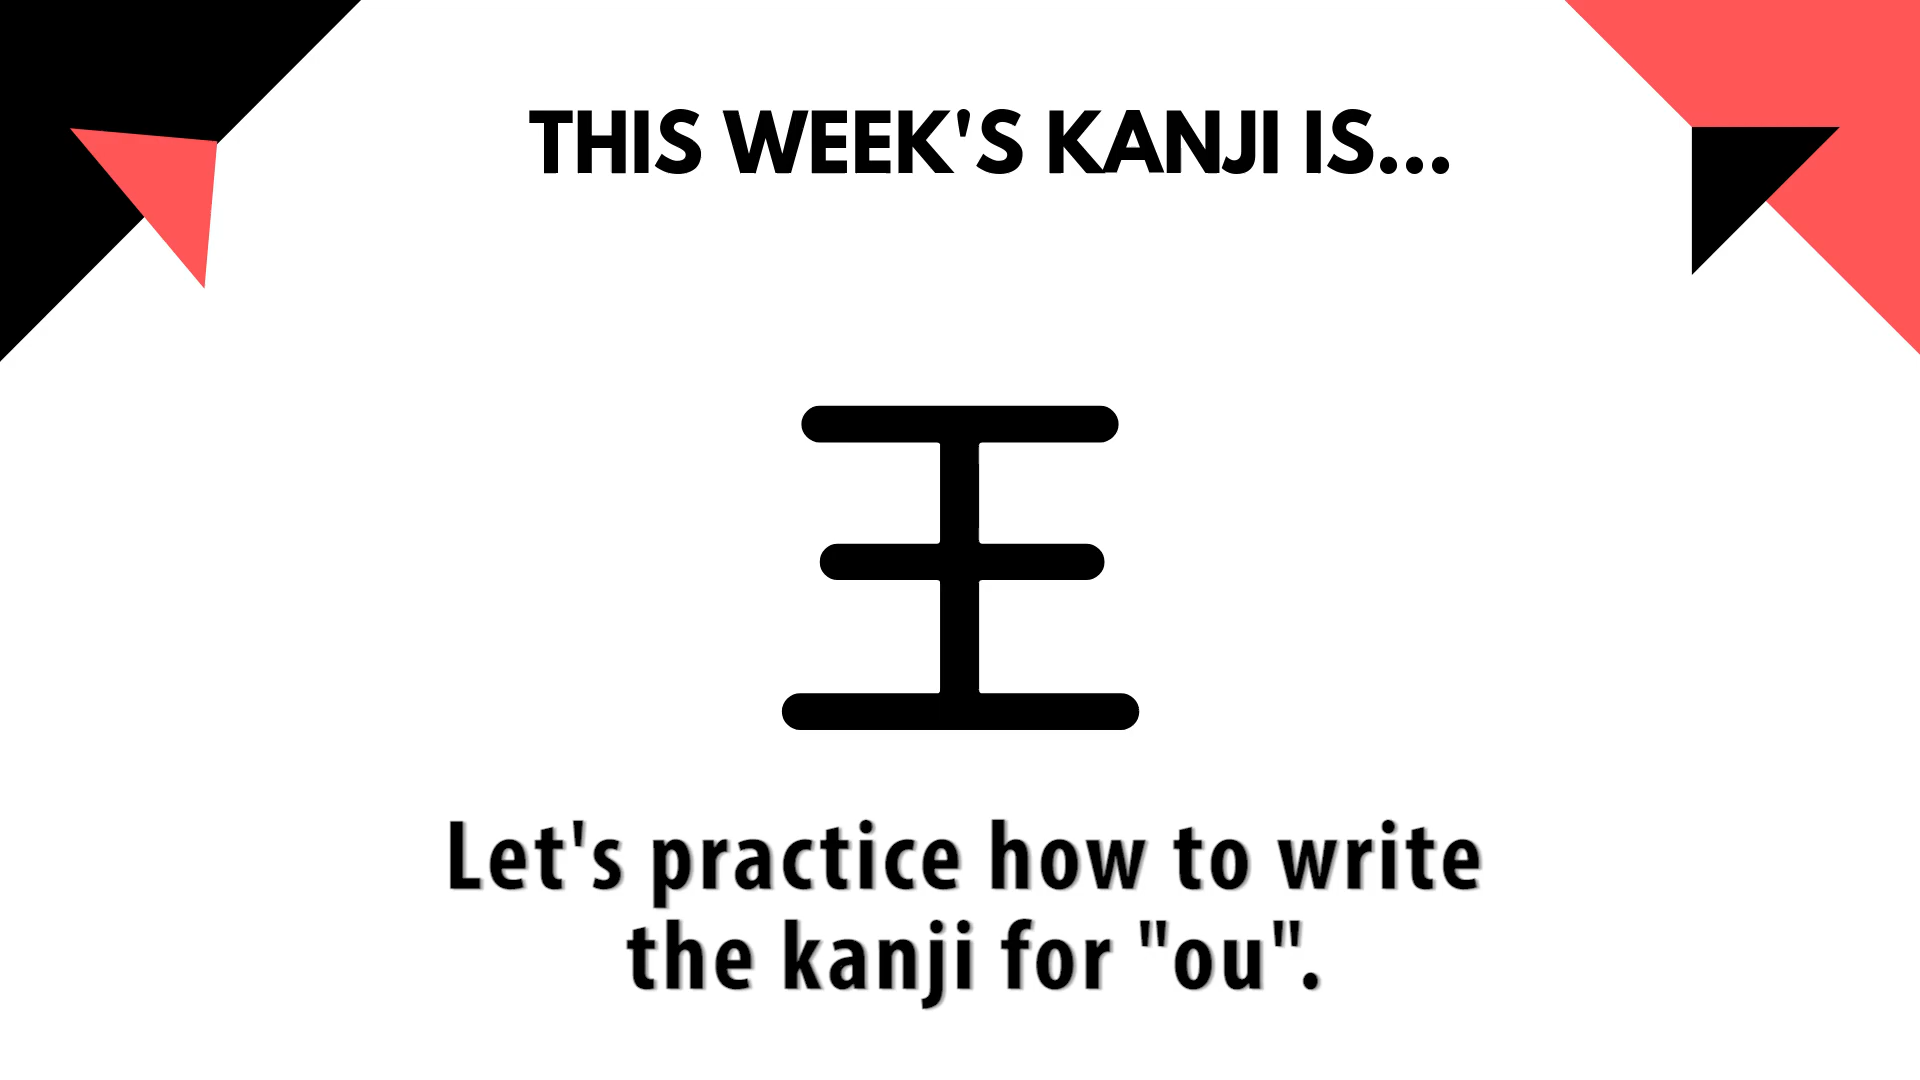 THIS WEEK'S KANJI IS...
王
Let's practice how to write
the kanji for "ou".